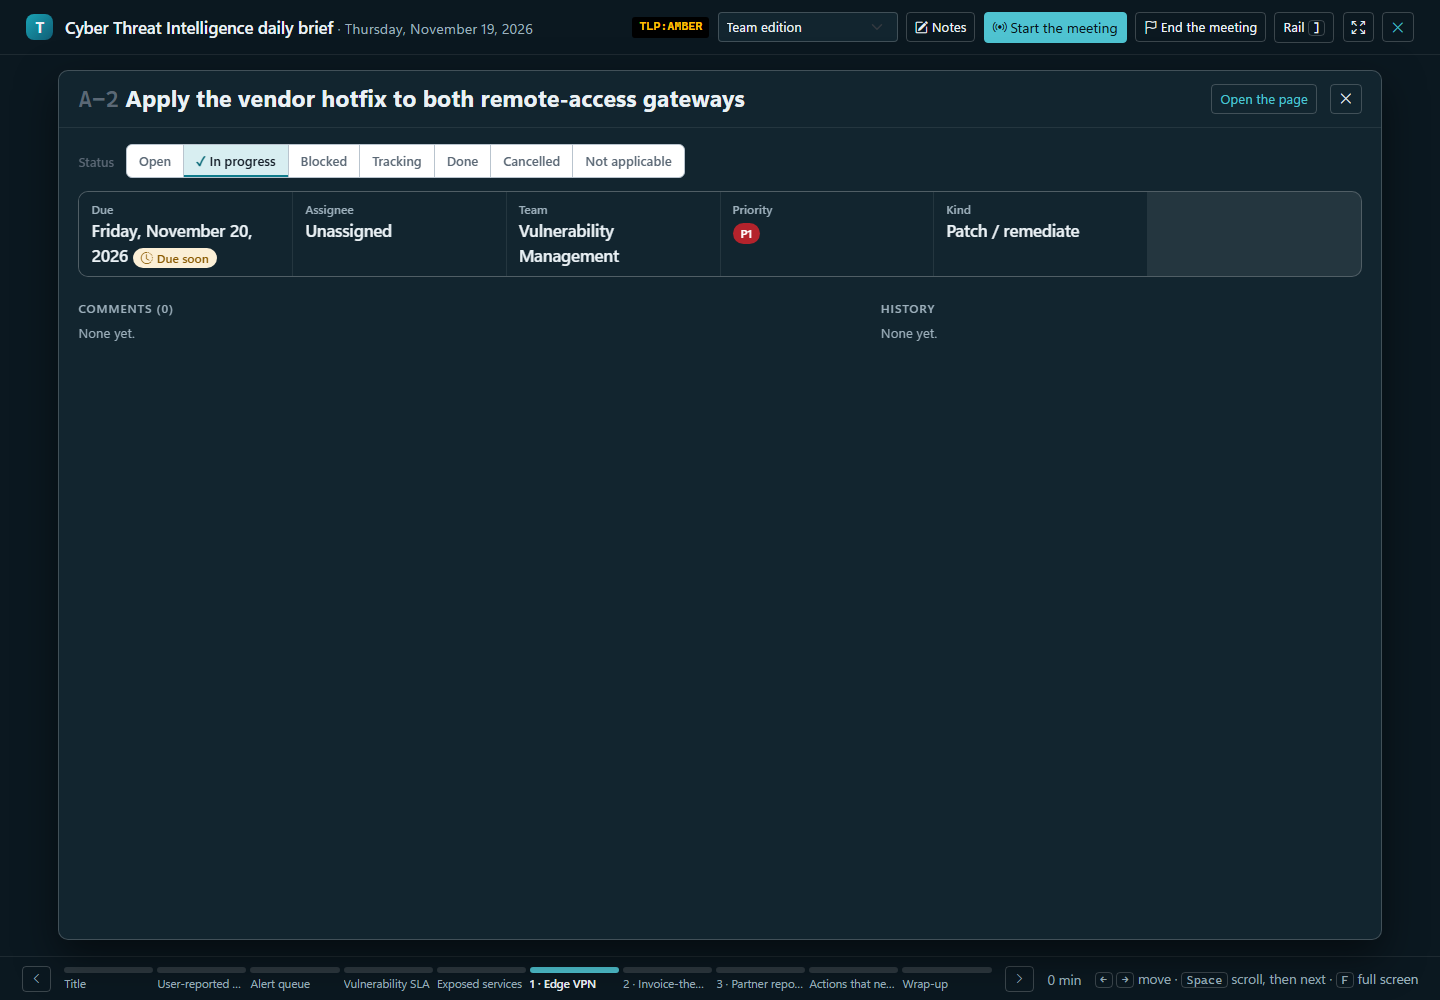 T Cyber Threat Intelligence daily brief · Thursday, November 19, 2026 TLP:AMBER Team edition Notes Start the meeting End the meeting Rail ]
A-2 Apply the vendor hotfix to both remote-access gateways Open the page
Status Open ✓ In progress Blocked Tracking Done Cancelled Not applicable
Due
Friday, November 20,
2026 Due soon
Assignee
Unassigned
Team
Vulnerability
Management
Priority
P1
Kind
Patch / remediate
COMMENTS (0)
None yet.
HISTORY
None yet.
Title User-reported ... Alert queue Vulnerability SLA Exposed services 1 · Edge VPN 2 · Invoice-the... 3 · Partner repo... Actions that ne... Wrap-up
0 min ← → move · Space scroll, then next · F full screen